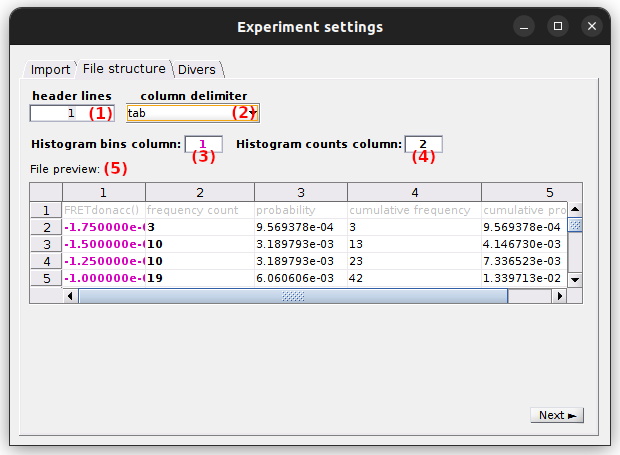 Experiment settings
Import File structure Divers
header lines column delimiter
1 (1) tab (2)
Histogram bins column: 1 Histogram counts column: 2
(3) (4)
File preview: (5)
1 2 3 4 5
1 FRETdonacc() frequency count probability cumulative frequency cumulative pro
2 -1.750000e-( 3 9.569378e-04 3 9.569378e-04
3 -1.500000e-( 10 3.189793e-03 13 4.146730e-03
4 -1.250000e-( 10 3.189793e-03 23 7.336523e-03
5 -1.000000e-( 19 6.060606e-03 42 1.339713e-02
Next ►